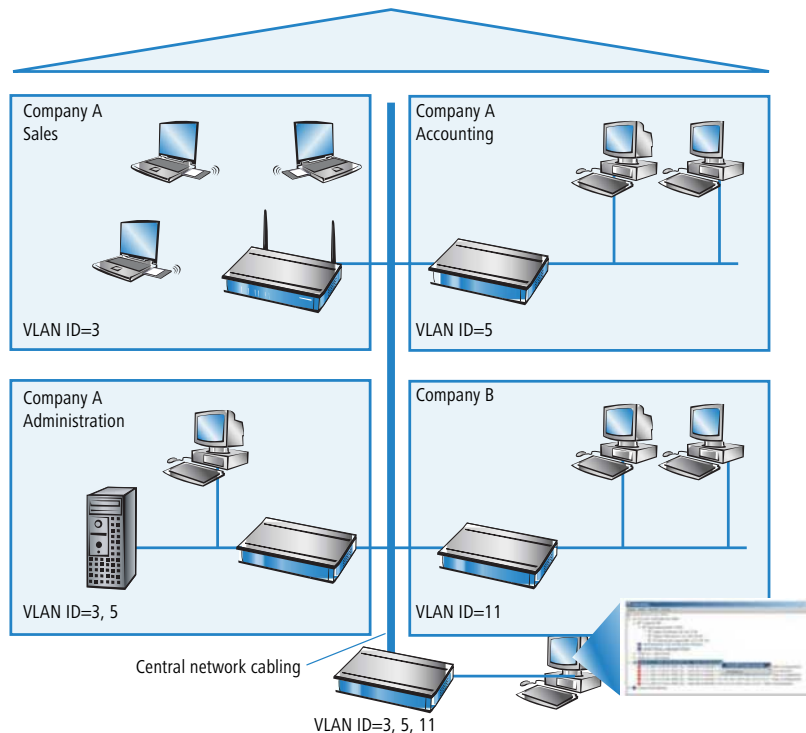 Company A
Sales
VLAN ID=3
Company A
Accounting
VLAN ID=5
Company A
Administration
VLAN ID=3, 5
Company B
VLAN ID=11
Central network cabling
VLAN ID=3, 5, 11